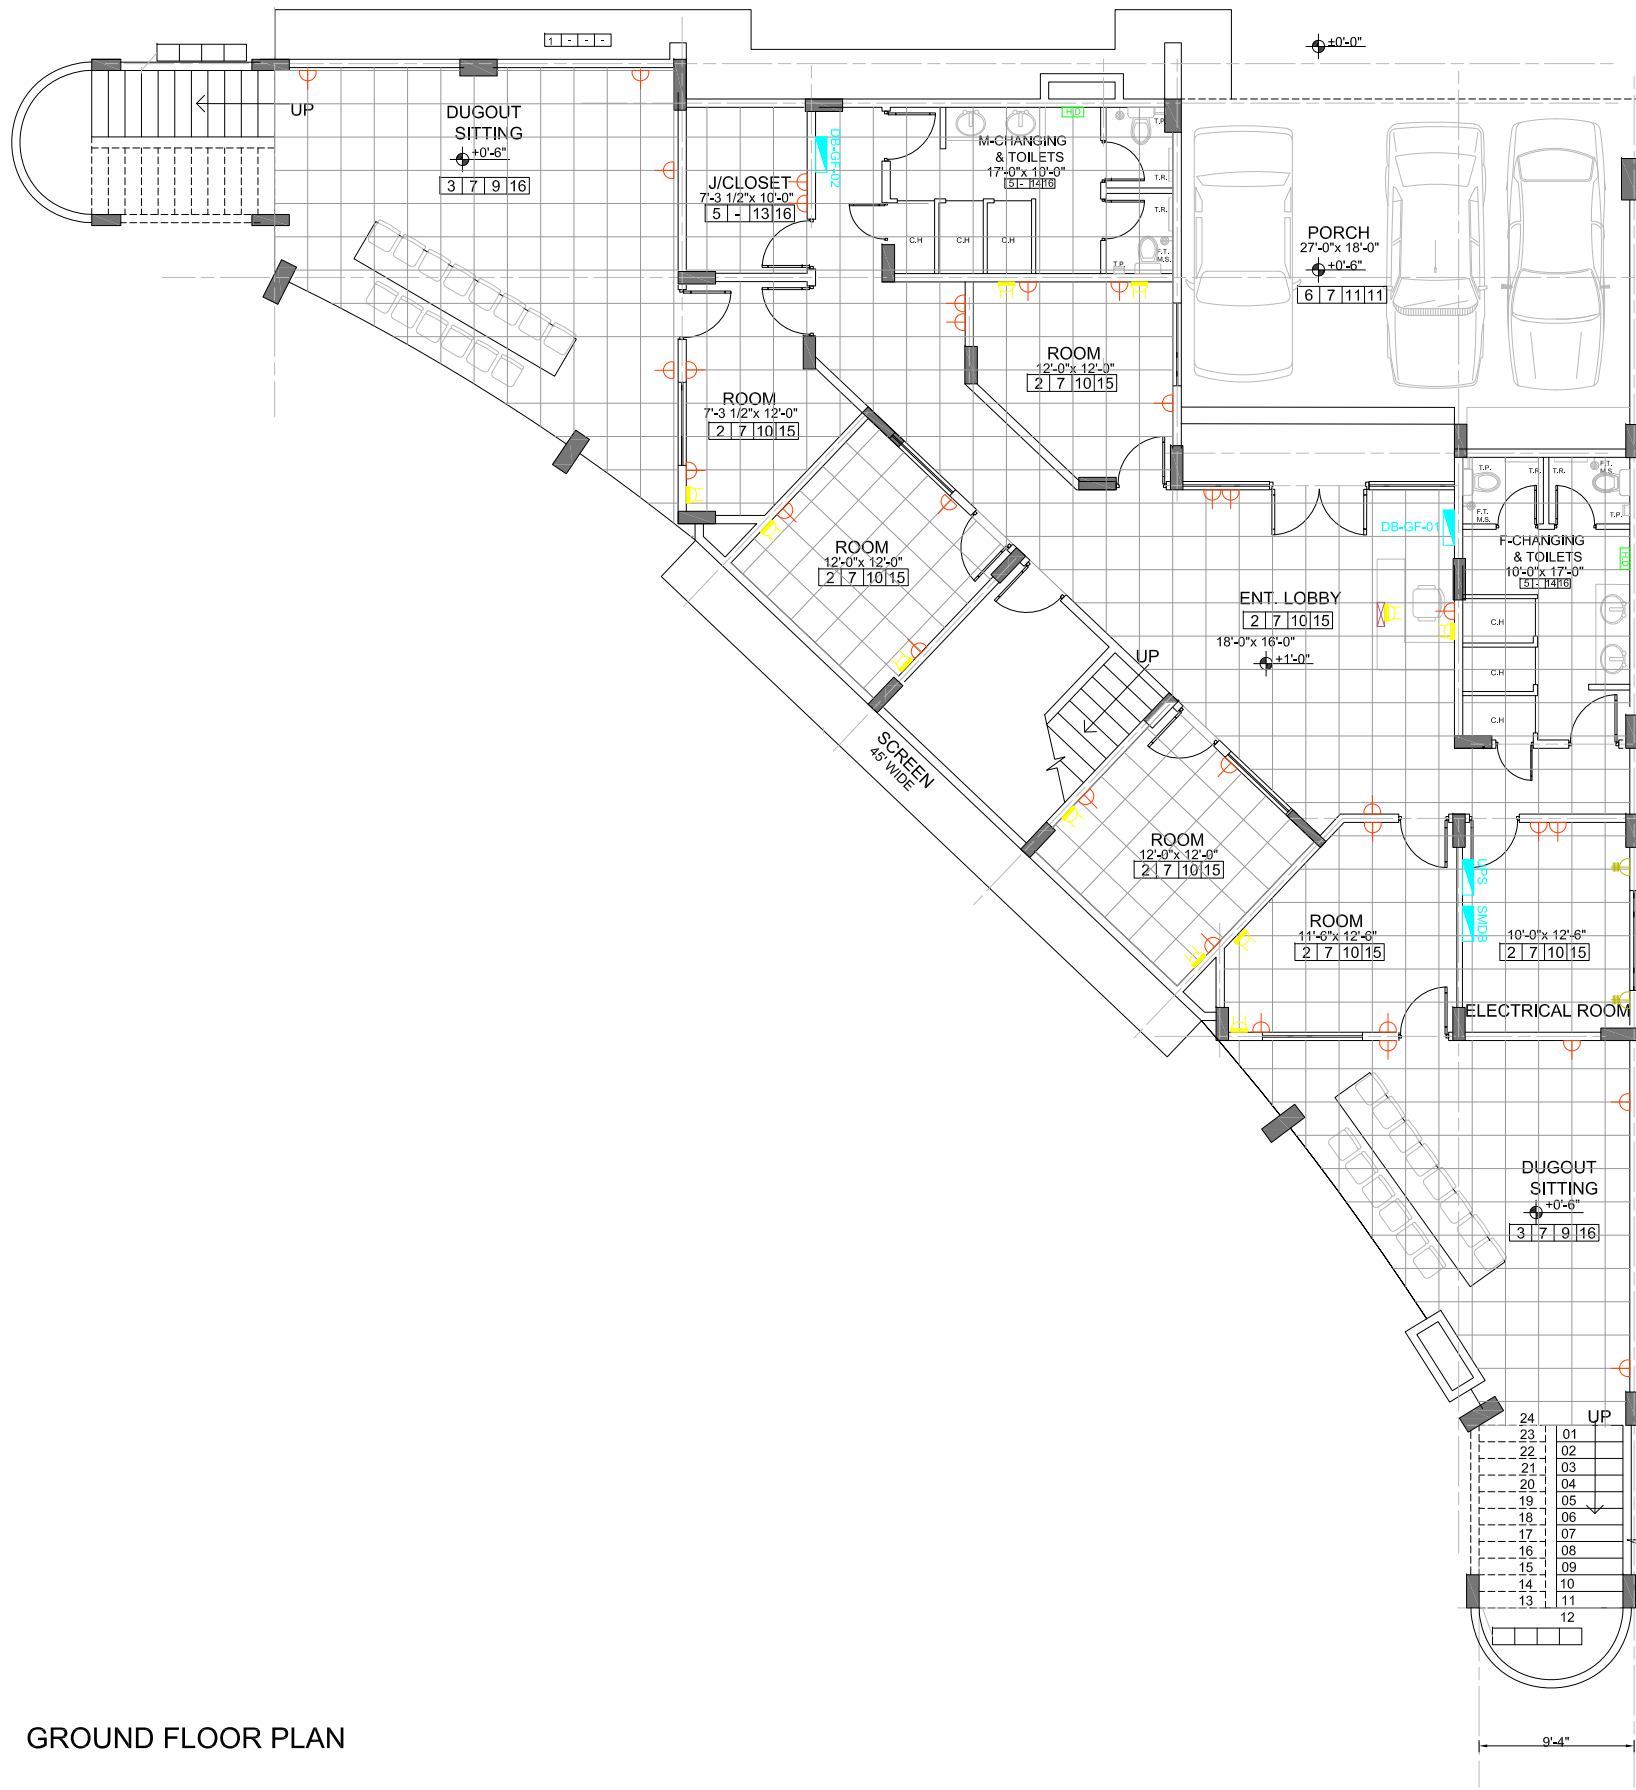 1 - - -
±0'-0"
UP
DUGOUT
SITTING
+0'-6"
3 7 9 16
J/CLOSET
7'-3 1/2"x 10'-0"
5 - 13 16
DB-GF-02
M-CHANGING
& TOILETS
17'-0"x 10'-0"
5 - 14 16
HD
T.P.
T.R.
T.R.
F.T.
M.S.
T.P.
C.H
C.H
C.H
PORCH
27'-0"x 18'-0"
+0'-6"
6 7 11 11
ROOM
12'-0"x 12'-0"
2 7 10 15
ROOM
7'-3 1/2"x 12'-0"
2 7 10 15
ROOM
12'-0"x 12'-0"
2 7 10 15
T.P.
T.R.
T.R.
F.T.
M.S.
F.T.
M.S.
T.P.
DB-GF-01
F-CHANGING
& TOILETS
10'-0"x 17'-0"
5 - 14 16
HD
C.H
C.H
C.H
ENT. LOBBY
2 7 10 15
18'-0"x 16'-0"
+1'-0"
UP
SCREEN
45' WIDE
ROOM
12'-0"x 12'-0"
2 7 10 15
UPS
SMDB
ROOM
11'-6"x 12'-6"
2 7 10 15
10'-0"x 12'-6"
2 7 10 15
ELECTRICAL ROOM
DUGOUT
SITTING
+0'-6"
3 7 9 16
24 UP
23 01
22 02
21 03
20 04
19 05
18 06
17 07
16 08
15 09
14 10
13 11
12
GROUND FLOOR PLAN
9'-4"